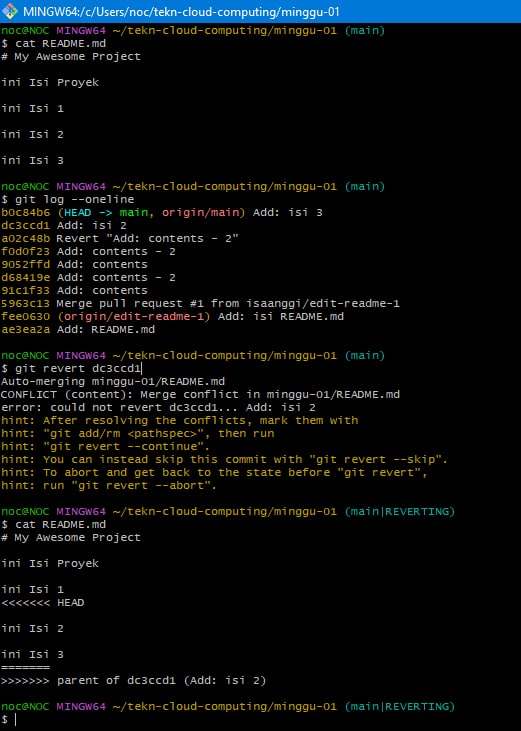 MINGW64:/c/Users/noc/tekn-cloud-computing/minggu-01
noc@NOC MINGW64 ~/tekn-cloud-computing/minggu-01 (main)
$ cat README.md
# My Awesome Project
ini Isi Proyek
ini Isi 1
ini Isi 2
ini Isi 3
noc@NOC MINGW64 ~/tekn-cloud-computing/minggu-01 (main)
$ git log --oneline
b0c84b6 (HEAD -> main, origin/main) Add: isi 3
dc3ccd1 Add: isi 2
a02c48b Revert "Add: contents - 2"
f0d0f23 Add: contents - 2
9052ffd Add: contents
d68419e Add: contents - 2
91c1f33 Add: contents
5963c13 Merge pull request #1 from isaanggi/edit-readme-1
fee0630 (origin/edit-readme-1) Add: isi README.md
ae3ea2a Add: README.md
noc@NOC MINGW64 ~/tekn-cloud-computing/minggu-01 (main)
$ git revert dc3ccd1
Auto-merging minggu-01/README.md
CONFLICT (content): Merge conflict in minggu-01/README.md
error: could not revert dc3ccd1... Add: isi 2
hint: After resolving the conflicts, mark them with
hint: "git add/rm <pathspec>", then run
hint: "git revert --continue".
hint: You can instead skip this commit with "git revert --skip".
hint: To abort and get back to the state before "git revert",
hint: run "git revert --abort".
noc@NOC MINGW64 ~/tekn-cloud-computing/minggu-01 (main|REVERTING)
$ cat README.md
# My Awesome Project
ini Isi Proyek
ini Isi 1
<<<<<<< HEAD
ini Isi 2
ini Isi 3
=======
>>>>>>> parent of dc3ccd1 (Add: isi 2)
noc@NOC MINGW64 ~/tekn-cloud-computing/minggu-01 (main|REVERTING)
$